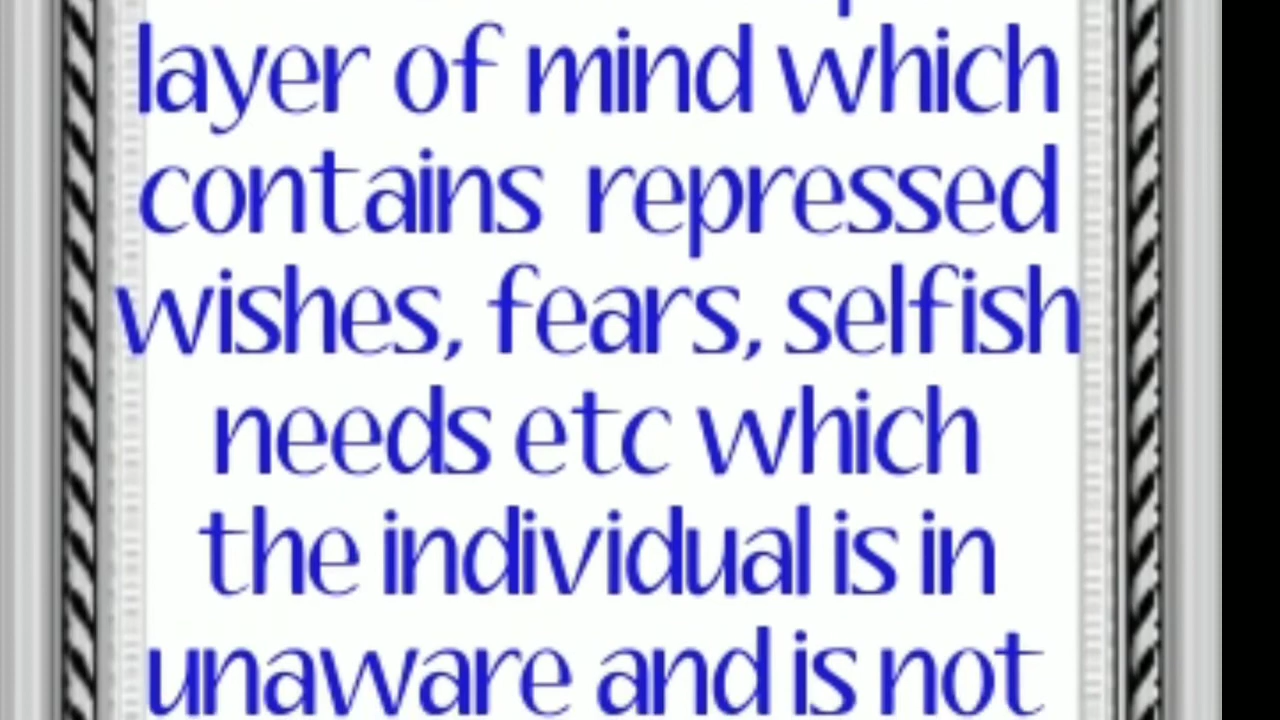 layer of mind which
contains repressed
wishes, fears, selfish
needs etc which
the individual is in
unaware and is not